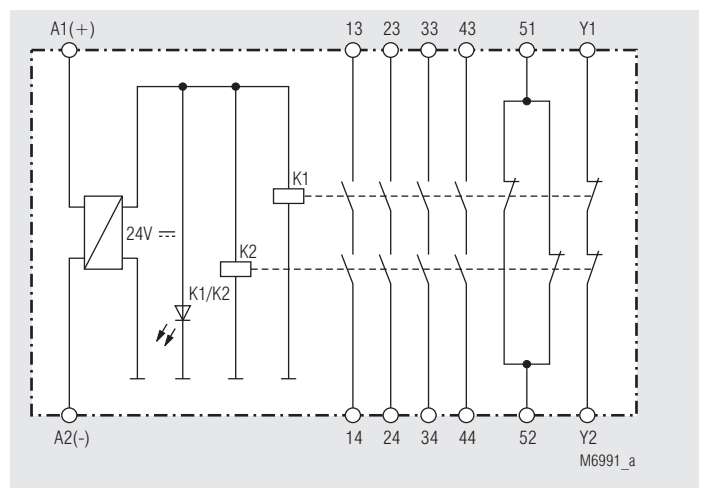 A1(+) 13 23 33 43 51 Y1
K1
24V
K2
K1/K2
A2(-) 14 24 34 44 52 Y2
M6991_a